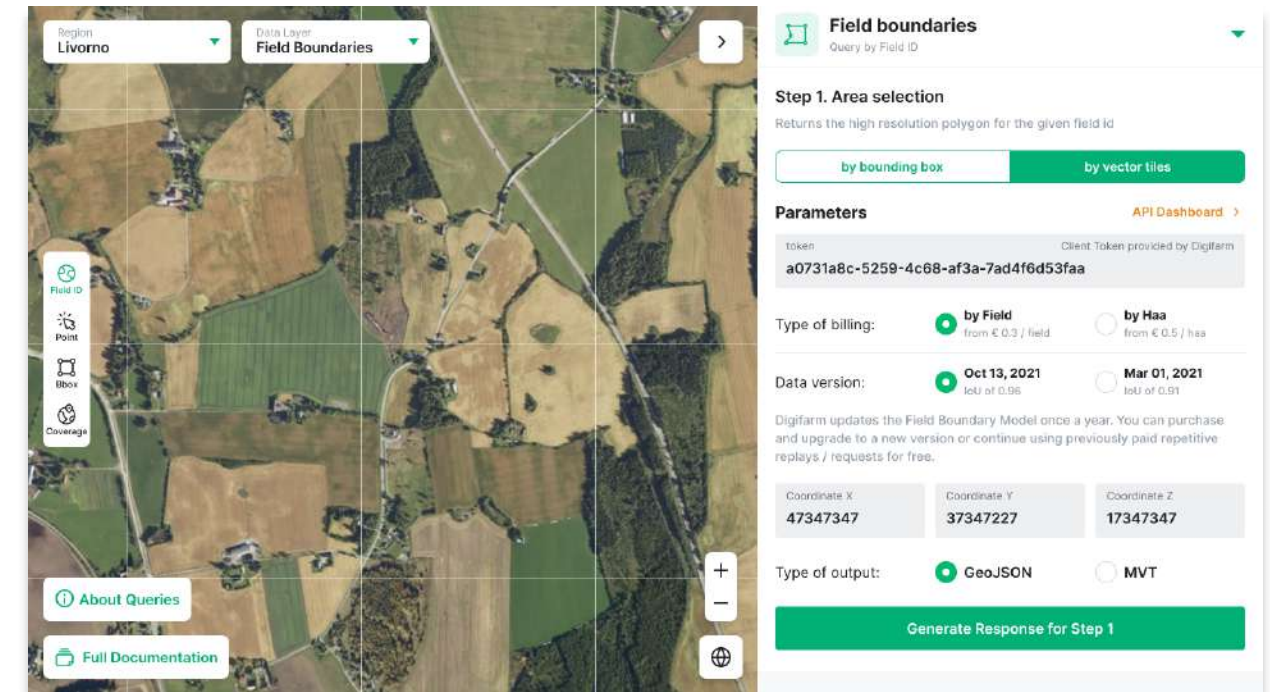 Region
Livorno
Data Layer
Field Boundaries
Field ID
Point
Bbox
Coverage
About Queries
Full Documentation
Field boundaries
Query by Field ID
Step 1. Area selection
Returns the high resolution polygon for the given field id
by bounding box
by vector tiles
Parameters
API Dashboard
token
Client Token provided by Digifarm
a0731a8c-5259-4c68-af3a-7ad4f6d53faa
Type of billing:
by Field
from € 0.3 / field
by Haa
from € 0.5 / haa
Data version:
Oct 13, 2021
IoU of 0.96
Mar 01, 2021
IoU of 0.91
Digifarm updates the Field Boundary Model once a year. You can purchase
and upgrade to a new version or continue using previously paid repetitive
replays / requests for free.
Coordinate X
47347347
Coordinate Y
37347227
Coordinate Z
17347347
Type of output:
GeoJSON
MVT
Generate Response for Step 1